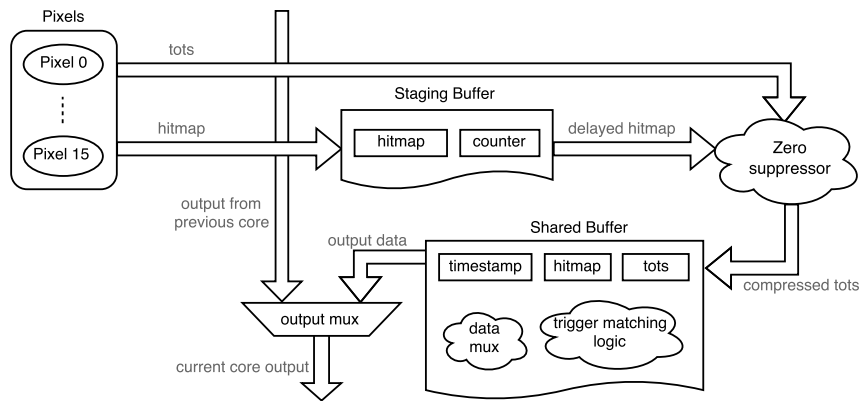 Pixels
Pixel 0
tots
Pixel 15
hitmap
Staging Buffer
hitmap
counter
delayed hitmap
Zero
suppressor
output from
previous core
Shared Buffer
output data
timestamp
hitmap
tots
compressed tots
output mux
data
mux
trigger matching
logic
current core output